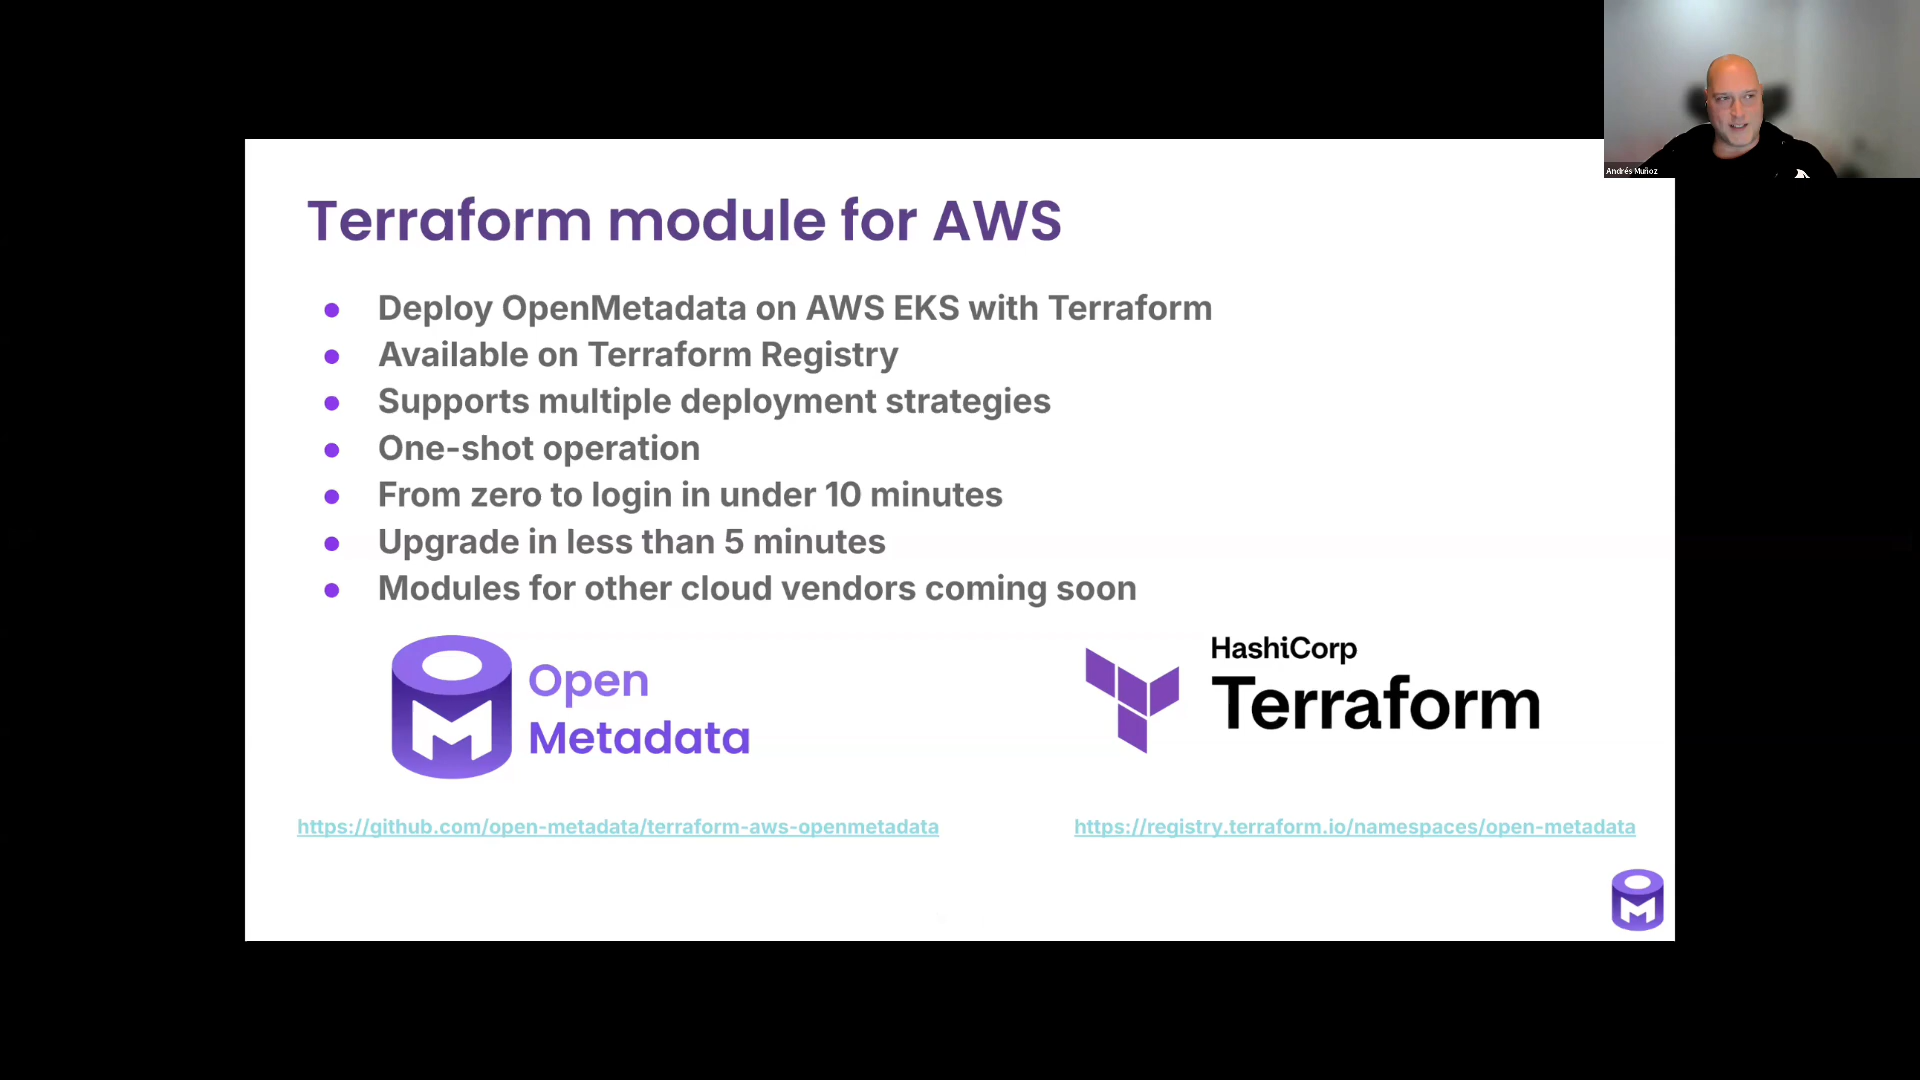 Andrés Muñoz
Terraform module for AWS
● Deploy OpenMetadata on AWS EKS with Terraform
● Available on Terraform Registry
● Supports multiple deployment strategies
● One-shot operation
● From zero to login in under 10 minutes
● Upgrade in less than 5 minutes
● Modules for other cloud vendors coming soon
Open
Metadata
HashiCorp
Terraform
https://github.com/open-metadata/terraform-aws-openmetadata
https://registry.terraform.io/namespaces/open-metadata